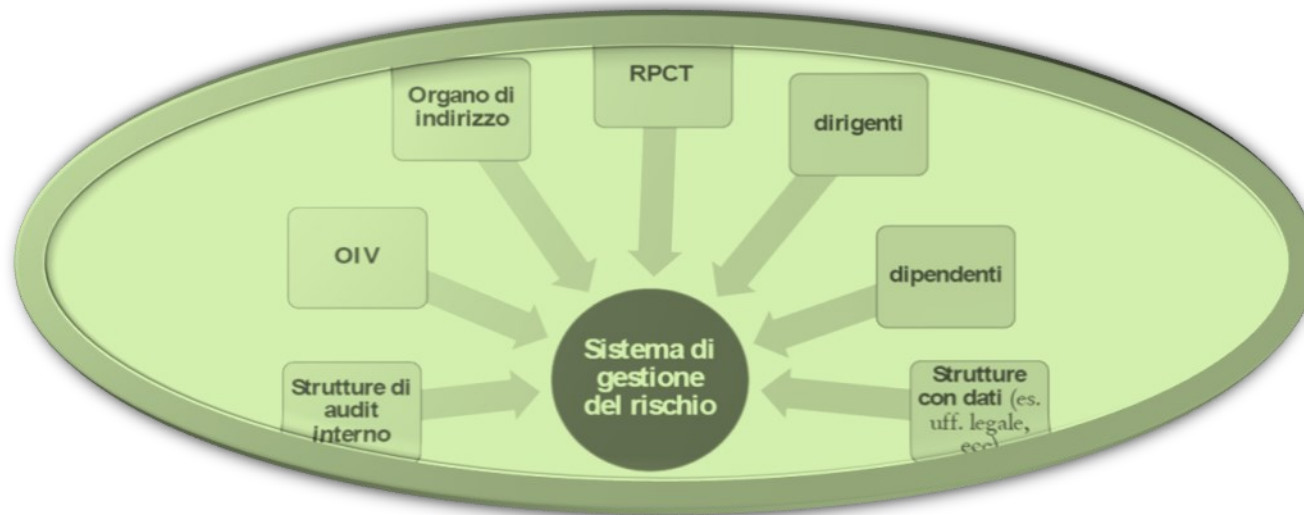 RPCT
Organo di
indirizzo
dirigenti
OIV
dipendenti
Sistema di
gestione
del rischio
Strutture di
audit
interno
Strutture
con dati (es.
uff. legale,
ecc)